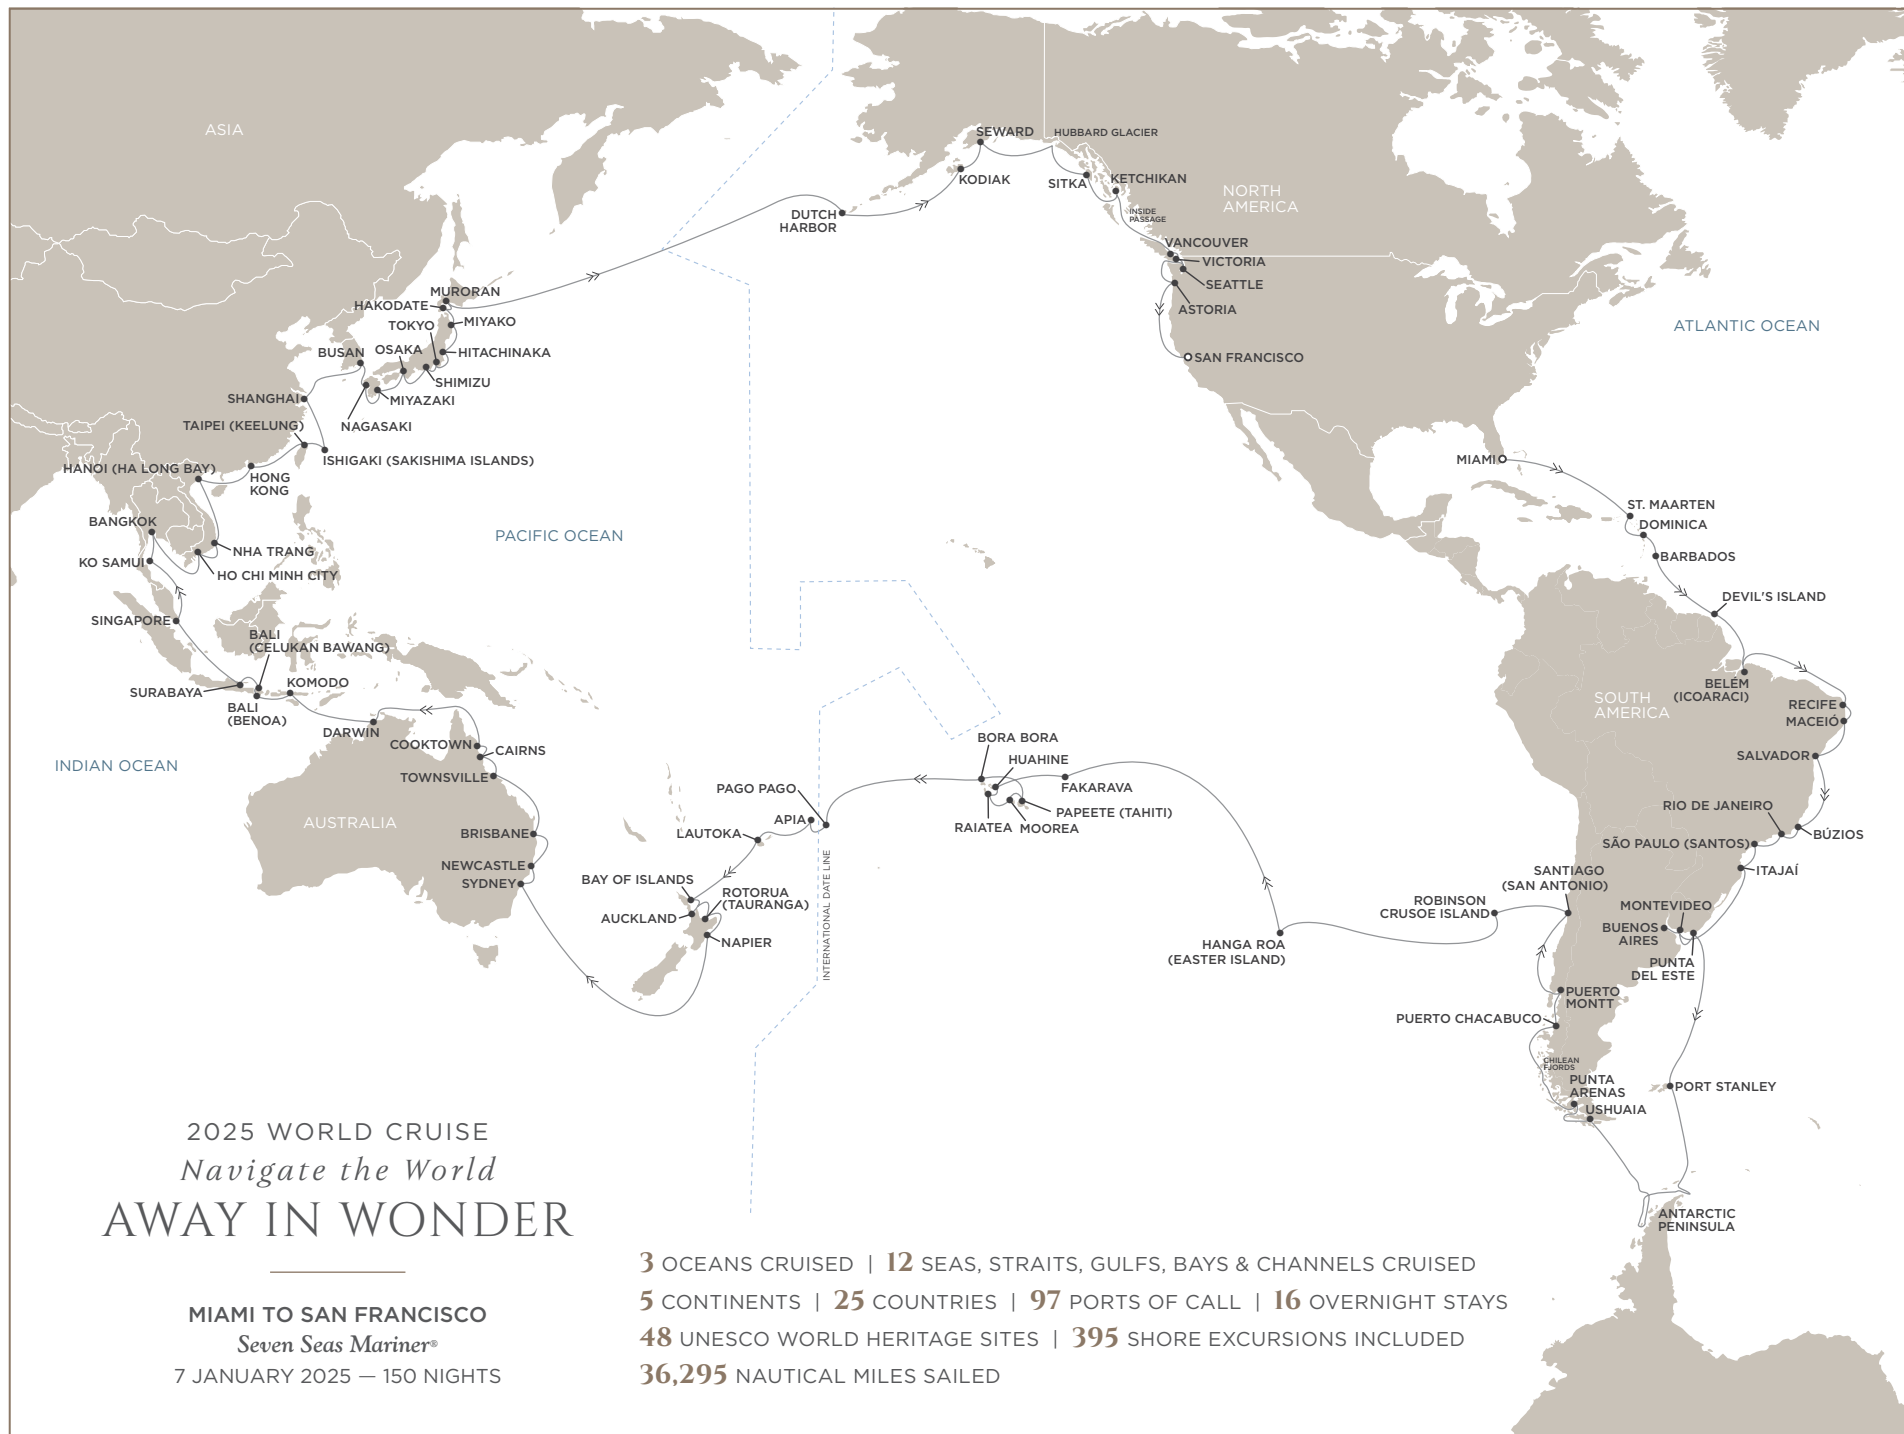 ASIA
SEWARD
HUBBARD GLACIER
KODIAK
SITKA
KETCHIKAN
NORTH
AMERICA
DUTCH
HARBOR
INSIDE
PASSAGE
VANCOUVER
VICTORIA
SEATTLE
ASTORIA
SAN FRANCISCO
ATLANTIC OCEAN
MURORAN
HAKODATE
TOKYO
MIYAKO
BUSAN
OSAKA
HITACHINAKA
SHIMIZU
MIYAZAKI
SHANGHAI
NAGASAKI
TAIPEI (KEELUNG)
ISHIGAKI (SAKISHIMA ISLANDS)
HANOI (HA LONG BAY)
HONG
KONG
BANGKOK
NHA TRANG
KO SAMUI
HO CHI MINH CITY
PACIFIC OCEAN
MIAMI
ST. MAARTEN
DOMINICA
BARBADOS
DEVIL'S ISLAND
SINGAPORE
BALI
(CELUKAN BAWANG)
SURABAYA
KOMODO
BALI
(BENOA)
DARWIN
COOKTOWN
CAIRNS
TOWNSVILLE
INDIAN OCEAN
AUSTRALIA
BRISBANE
NEWCASTLE
SYDNEY
BELÉM
(ICOARACI)
SOUTH
AMERICA
RECIFE
MACEIÓ
SALVADOR
RIO DE JANEIRO
BÚZIOS
SÃO PAULO (SANTOS)
ITAJAÍ
BORA BORA
HUAHINE
FAKARAVA
PAPEETE (TAHITI)
RAIATEA
MOOREA
PAGO PAGO
APIA
LAUTOKA
BAY OF ISLANDS
ROTORUA
(TAURANGA)
AUCKLAND
NAPIER
INTERNATIONAL DATE LINE
SANTIAGO
(SAN ANTONIO)
ROBINSON
CRUSOE ISLAND
HANGA ROA
(EASTER ISLAND)
MONTEVIDEO
BUENOS
AIRES
PUNTA
DEL ESTE
PUERTO
MONTT
PUERTO CHACABUCO
CHILEAN
FJORDS
PUNTA
ARENAS
USHUAIA
PORT STANLEY
ANTARCTIC
PENINSULA
2025 WORLD CRUISE
Navigate the World
AWAY IN WONDER
MIAMI TO SAN FRANCISCO
Seven Seas Mariner®
7 JANUARY 2025 — 150 NIGHTS
3 OCEANS CRUISED | 12 SEAS, STRAITS, GULFS, BAYS & CHANNELS CRUISED
5 CONTINENTS | 25 COUNTRIES | 97 PORTS OF CALL | 16 OVERNIGHT STAYS
48 UNESCO WORLD HERITAGE SITES | 395 SHORE EXCURSIONS INCLUDED
36,295 NAUTICAL MILES SAILED